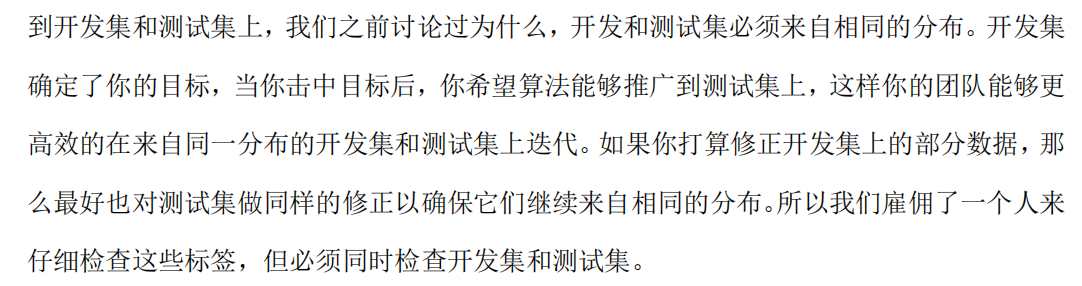 到开发集和测试集上，我们之前讨论过为什么，开发和测试集必须来自相同的分布。开发集
确定了你的目标，当你击中目标后，你希望算法能够推广到测试集上，这样你的团队能够更
高效的在来自同一分布的开发集和测试集上迭代。如果你打算修正开发集上的部分数据，那
么最好也对测试集做同样的修正以确保它们继续来自相同的分布。所以我们雇佣了一个人来
仔细检查这些标签，但必须同时检查开发集和测试集。